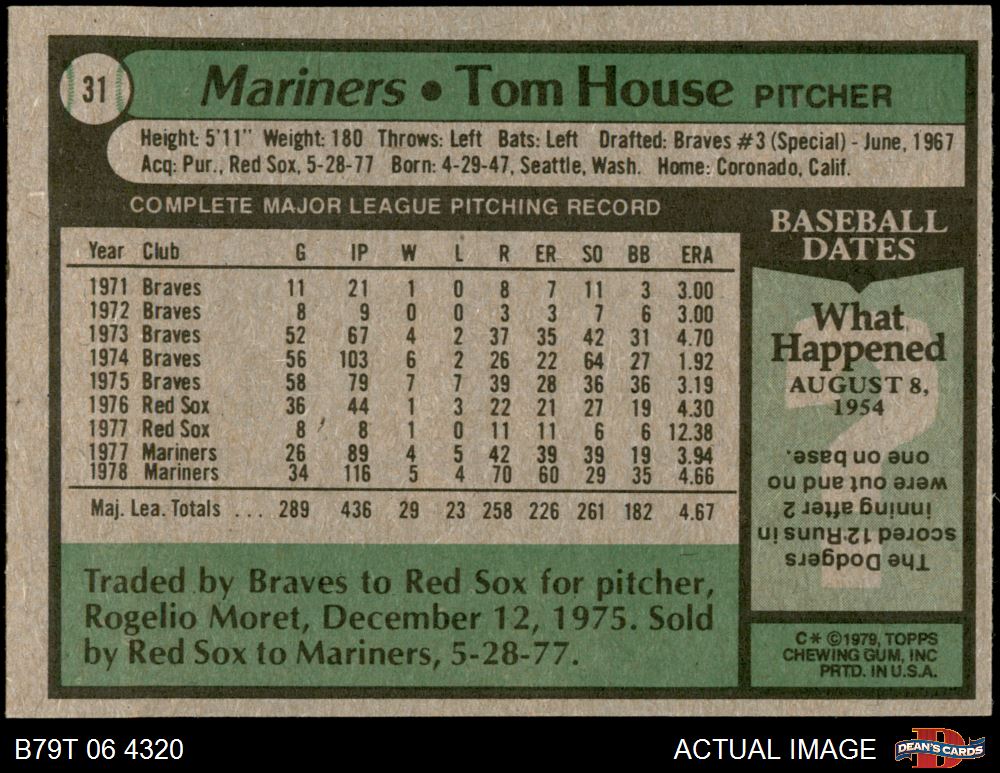 31
Mariners • Tom House PITCHER
Height: 5'11" Weight: 180 Throws: Left Bats: Left Drafted: Braves #3 (Special) - June, 1967
Acq: Pur., Red Sox, 5-28-77 Born: 4-29-47, Seattle, Wash. Home: Coronado, Calif.
COMPLETE MAJOR LEAGUE PITCHING RECORD
Year Club G IP W L R ER SO BB ERA
1971 Braves 11 21 1 0 8 7 11 3 3.00
1972 Braves 8 9 0 0 3 3 7 6 3.00
1973 Braves 52 67 4 2 37 35 42 31 4.70
1974 Braves 56 103 6 2 26 22 64 27 1.92
1975 Braves 58 79 7 7 39 28 36 36 3.19
1976 Red Sox 36 44 1 3 22 21 27 19 4.30
1977 Red Sox 8 8 1 0 11 11 6 6 12.38
1977 Mariners 26 89 4 5 42 39 39 19 3.94
1978 Mariners 34 116 5 4 70 60 29 35 4.66
Maj. Lea. Totals ... 289 436 29 23 258 226 261 182 4.67
Traded by Braves to Red Sox for pitcher,
Rogelio Moret, December 12, 1975. Sold
by Red Sox to Mariners, 5-28-77.
BASEBALL
DATES
What
Happened
AUGUST 8,
1954
The Dodgers
scored 12 Runs in
inning after 2
were out and no
one on base.
C* ©1979, TOPPS
CHEWING GUM, INC
PRTD. IN U.S.A.
B79T 06 4320
ACTUAL IMAGE
DEAN'S CARDS